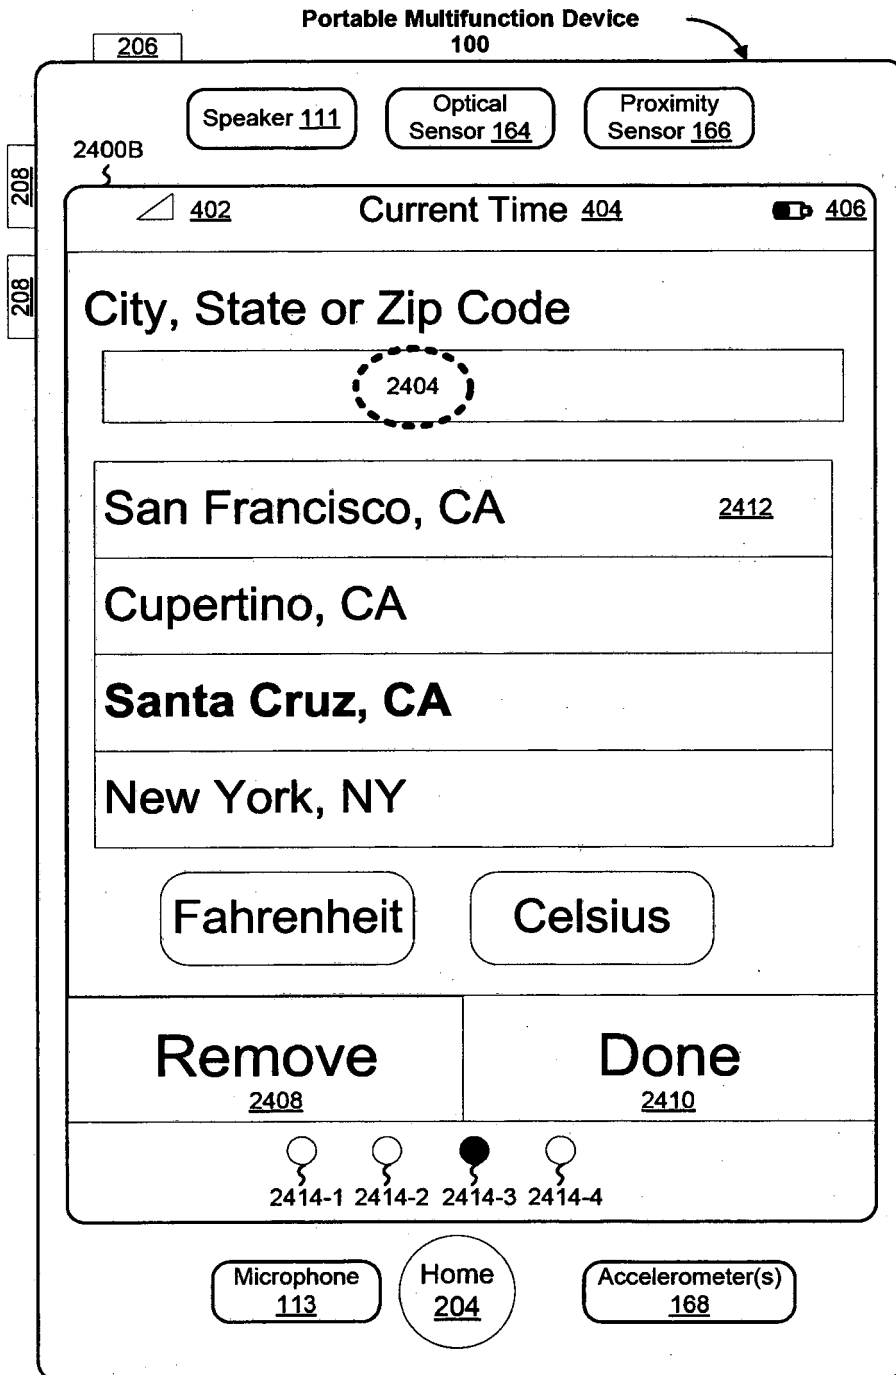 Portable Multifunction Device
100
206
Speaker 111
Optical
Sensor 164
Proximity
Sensor 166
2400B
208
208
402
Current Time 404
406
City, State or Zip Code
2404
San Francisco, CA
2412
Cupertino, CA
Santa Cruz, CA
New York, NY
Fahrenheit
Celsius
Remove
2408
Done
2410
2414-1 2414-2 2414-3 2414-4
Microphone
113
Home
204
Accelerometer(s)
168